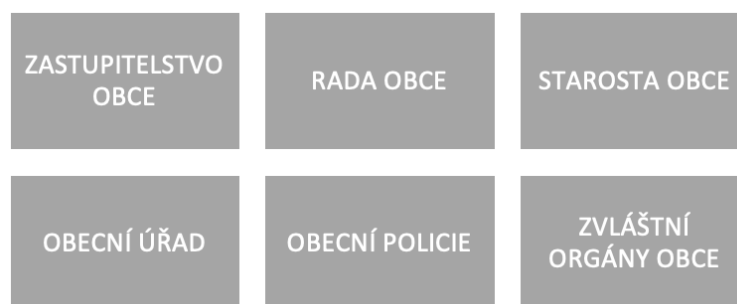 ZASTUPITELSTVO
OBCE
RADA OBCE
STAROSTA OBCE
OBECNÍ ÚŘAD
OBECNÍ POLICIE
ZVLÁŠTNÍ
ORGÁNY OBCE